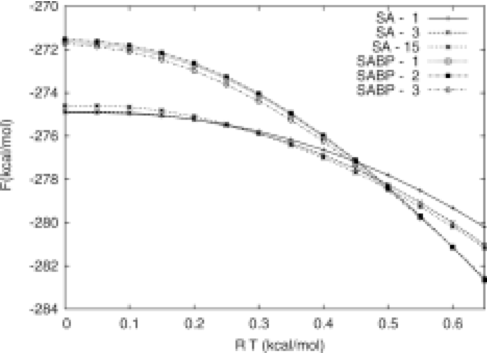 -270
-272
-274
-276
-278
-280
-282
-284
F(kcal/mol)
SA - 1
SA - 3
SA - 15
SABP - 1
SABP - 2
SABP - 3
0 0.1 0.2 0.3 0.4 0.5 0.6
R T (kcal/mol)